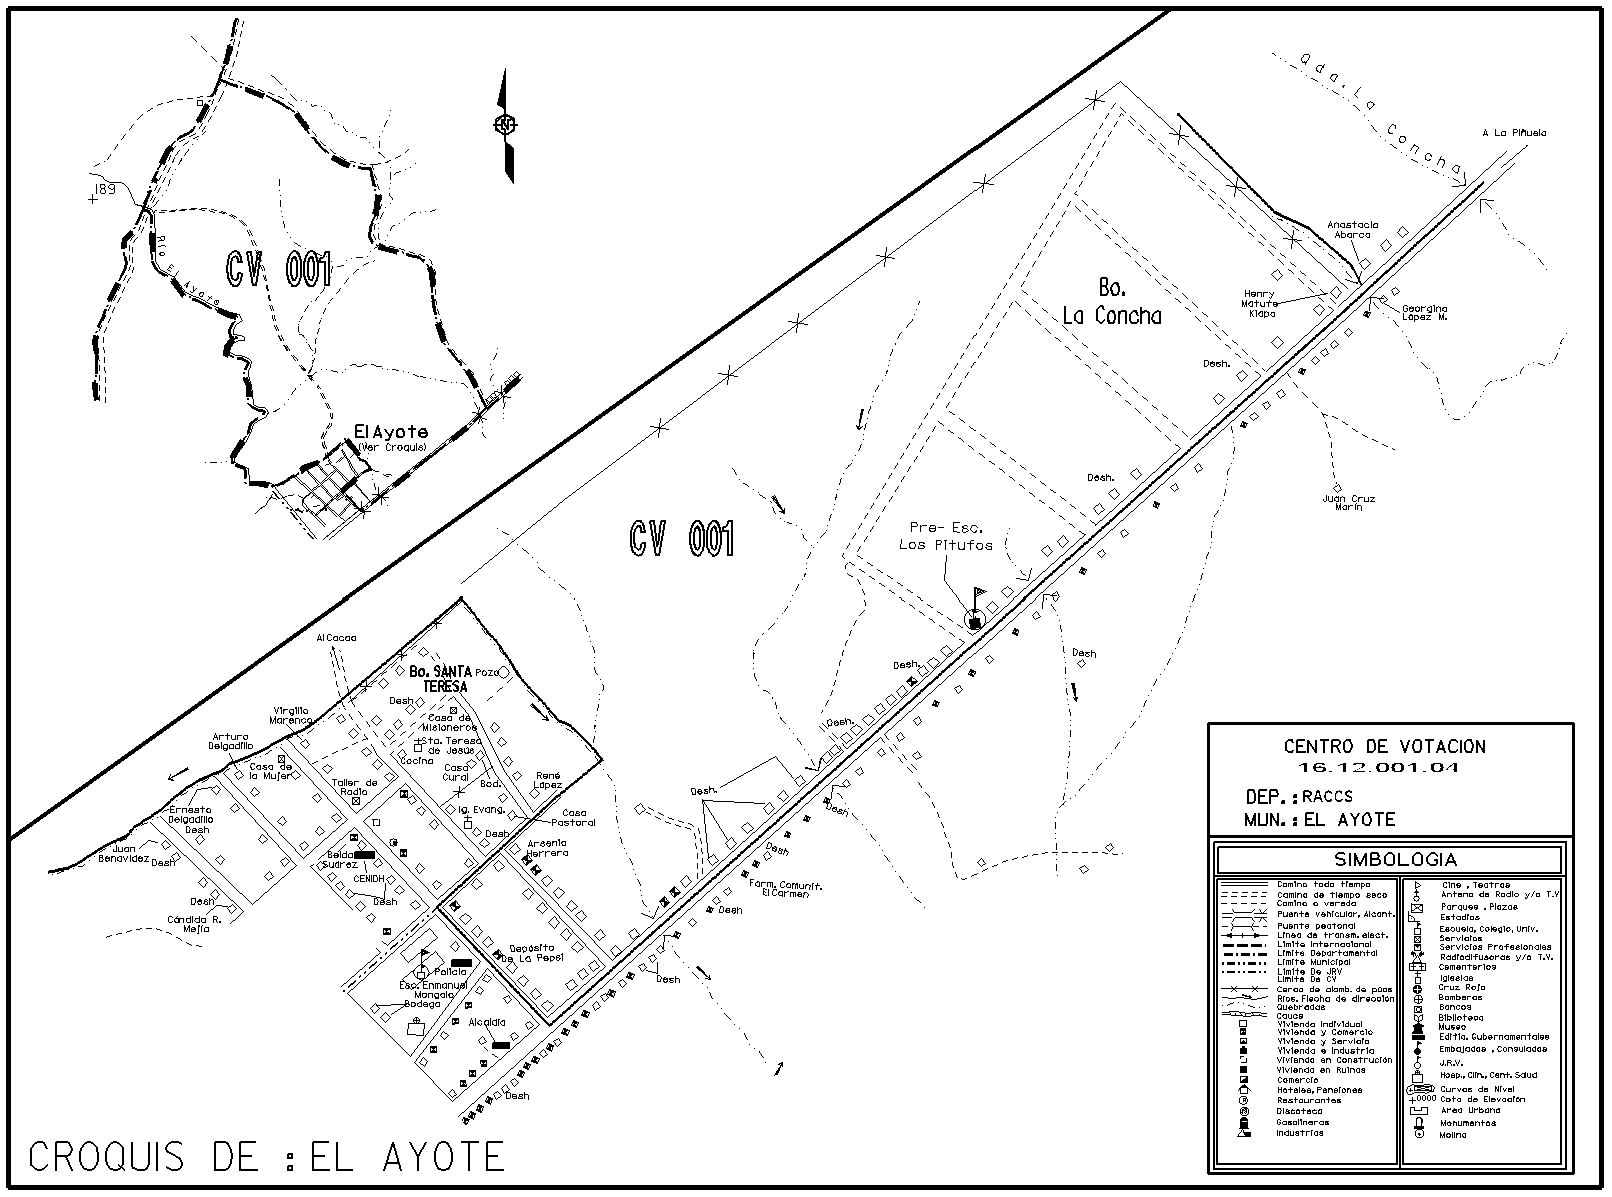 Qda. La Concha
A La Piñuela
189
CV 001
Río El Ayote
El Ayote
(Ver Croquis)
N
Anastacia
Abarca
Bo.
La Concha
Henry
Matute
Kiapa
Georgina
López M.
Desh.
Desh.
Juan Cruz
Marín
CV 001
Pre- Esc.
Los Pitufos
Desh
Desh.
Al Cacao
Bo. SANTA
TERESA
Pozo
Desh
Virgilio
Marenco
Casa de
Misioneros
Desh.
Arturo
Delgadillo
Sta. Teresa
de Jesús
Cocina
Casa de
la Mujer
Casa
Cural
Bod.
René
López
Taller de
Radio
Desh.
Ernesto
Delgadillo
Desh
Ig. Evang.
Casa
Pastoral
Desh
Desh
Juan
Benavidez
Desh
Belda
Suárez
Arsenia
Herrera
Desh
CENIDH
Desh
Farm. Comunit.
El Carmen
Desh
Cándida R.
Mejía
Desh
Depósito
De La Pepsi
Policía
Esc. Enmanuel
Mongalo
Bodega
Desh
Alcaldía
Desh
CROQUIS DE : EL AYOTE
CENTRO DE VOTACION
16.12.001.04
DEP.: RACCS
MUN.: EL AYOTE
SIMBOLOGIA
Camino todo tiempo
Camino de tiempo seco
Camino o vereda
Puente vehicular, Alcant.
Puente peatonal
Línea de transm. elect.
Límite Internacional
Límite Departamental
Límite Municipal
Límite De JRV
Límite De CV
Cerca de alamb. de púas
Ríos, Flecha de dirección
Quebradas
Cauce
Vivienda Individual
Vivienda y Comercio
Vivienda y Servicio
Vivienda e Industria
Vivienda en Construción
Vivienda en Ruinas
Comercio
Hoteles, Pensiones
Restaurantes
Discoteca
Gasolineras
Industrias
Cine , Teatros
Antena de Radio y/o T.V
Parques , Plazas
Estadios
Escuela, Colegio, Univ.
Servicios
Servicios Profesionales
Radiodifusoras y/o T.V.
Cementerios
Iglesias
Cruz Roja
Bomberos
Bancos
Biblioteca
Museo
Edific. Gubernamentales
Embajadas , Consulados
J.R.V.
Hosp., Clín., Cent. Salud
Curvas de Nivel
+.0000
Cota de Elevación
Area Urbana
Monumentos
Molino